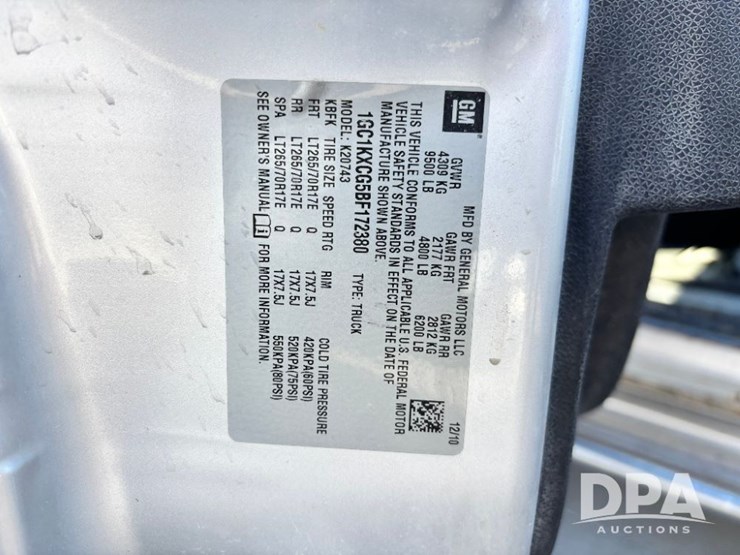 GM
MFD BY GENERAL MOTORS LLC 12/10
GVWR GAWR FRT GAWR RR
4309 KG 2177 KG 2812 KG
9500 LB 4800 LB 6200 LB
THIS VEHICLE CONFORMS TO ALL APPLICABLE U.S. FEDERAL MOTOR
VEHICLE SAFETY STANDARDS IN EFFECT ON THE DATE OF
MANUFACTURE SHOWN ABOVE.
1GC1KXCG5BF172380 TYPE: TRUCK
MODEL: K20743
KBFK TIRE SIZE SPEED RTG RIM COLD TIRE PRESSURE
FRT LT265/70R17E Q 17X7.5J 420KPA(60PSI)
RR LT265/70R17E Q 17X7.5J 520KPA(75PSI)
SPA LT265/70R17E Q 17X7.5J 550KPA(80PSI)
SEE OWNER'S MANUAL FOR MORE INFORMATION.
DPA
AUCTIONS